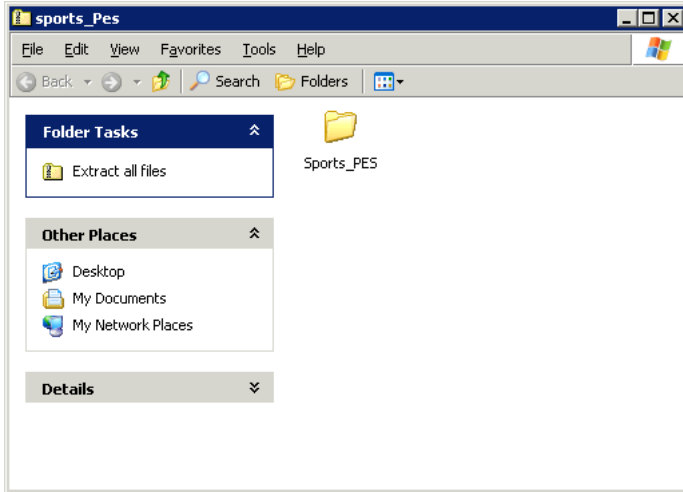 sports_Pes
File Edit View Favorites Tools Help
Back Search Folders
Folder Tasks
Extract all files
Sports_PES
Other Places
Desktop
My Documents
My Network Places
Details